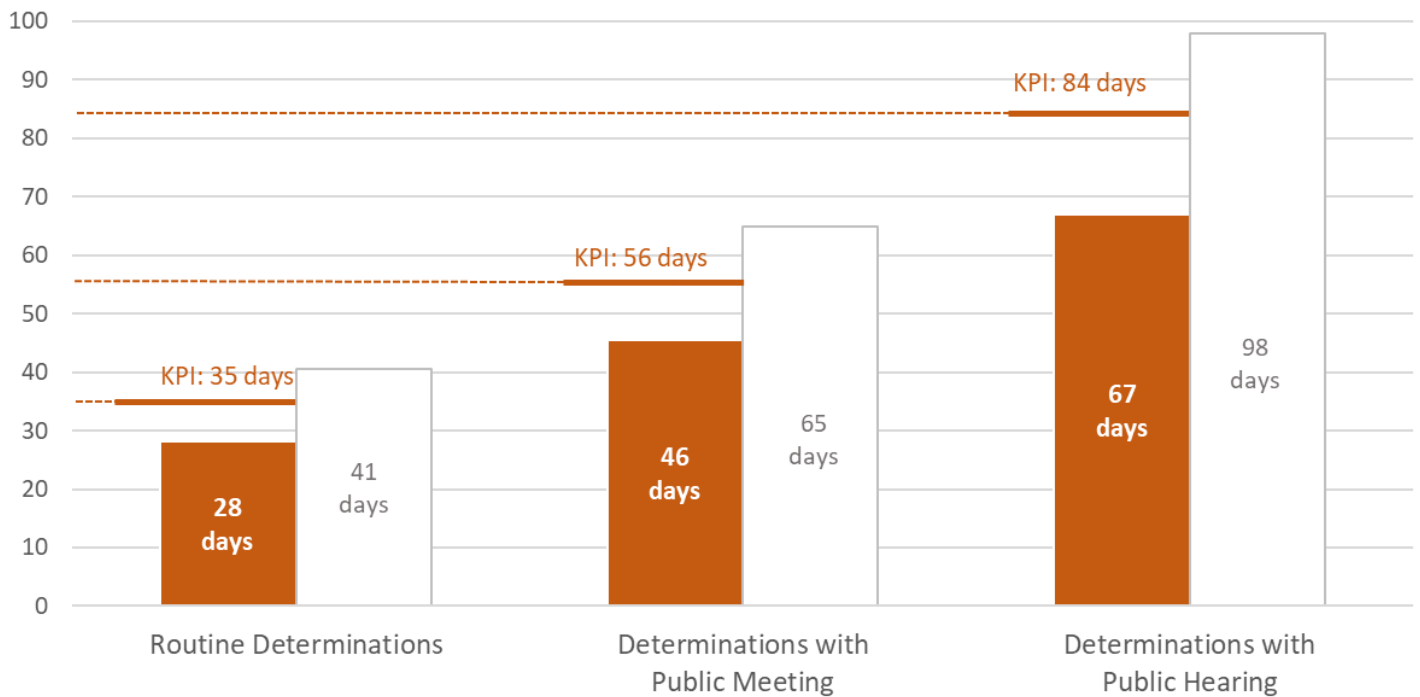 100
90
80
70
60
50
40
30
20
10
0
KPI: 35 days
28
days
41
days
KPI: 56 days
46
days
65
days
KPI: 84 days
67
days
98
days
Routine Determinations
Determinations with
Public Meeting
Determinations with
Public Hearing